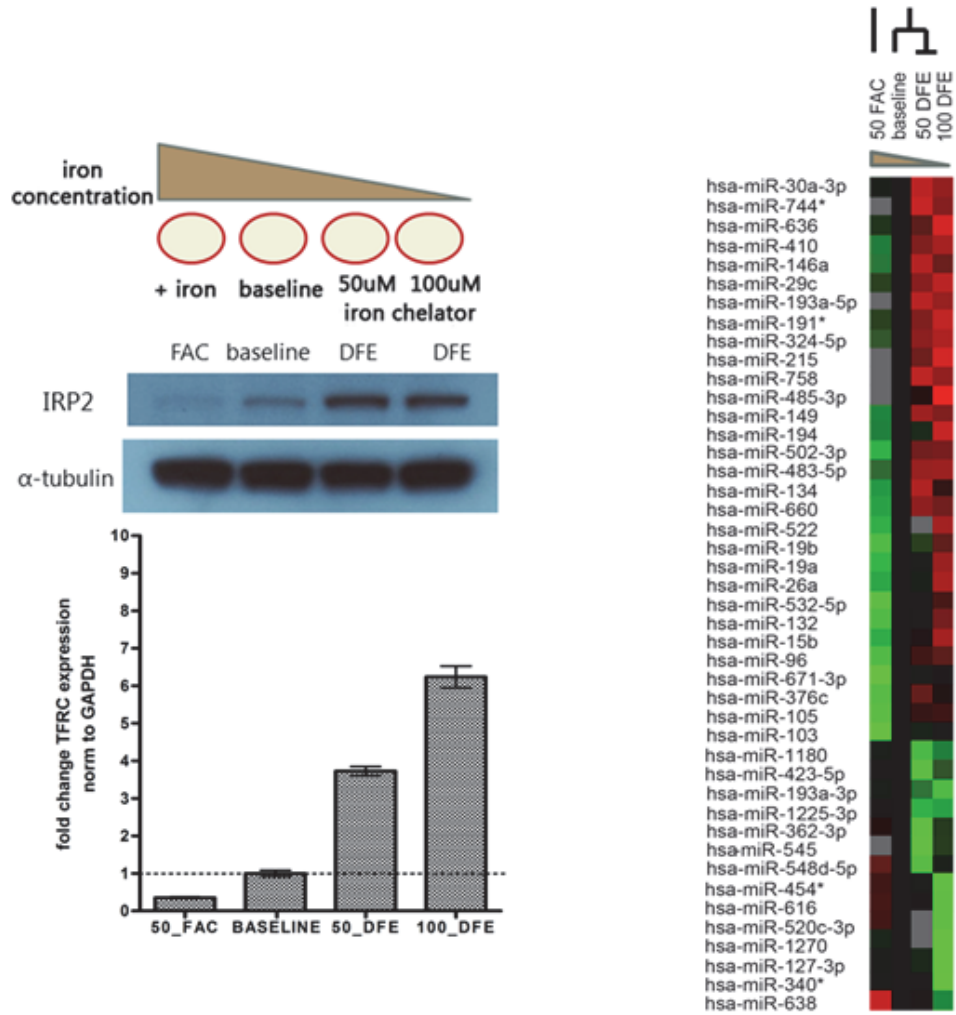 iron
concentration
+ iron
baseline
50uM
100uM
iron chelator
FAC
baseline
DFE
DFE
IRP2
α-tubulin
fold change TFRC expression
norm to GAPDH
10
9
8
7
6
5
4
3
2
1
0
50_FAC
BASELINE
50_DFE
100_DFE
50 FAC
baseline
50 DFE
100 DFE
hsa-miR-30a-3p
hsa-miR-744*
hsa-miR-636
hsa-miR-410
hsa-miR-146a
hsa-miR-29c
hsa-miR-193a-5p
hsa-miR-191*
hsa-miR-324-5p
hsa-miR-215
hsa-miR-758
hsa-miR-485-3p
hsa-miR-149
hsa-miR-194
hsa-miR-502-3p
hsa-miR-483-5p
hsa-miR-134
hsa-miR-660
hsa-miR-522
hsa-miR-19b
hsa-miR-19a
hsa-miR-26a
hsa-miR-532-5p
hsa-miR-132
hsa-miR-15b
hsa-miR-96
hsa-miR-671-3p
hsa-miR-376c
hsa-miR-105
hsa-miR-103
hsa-miR-1180
hsa-miR-423-5p
hsa-miR-193a-3p
hsa-miR-1225-3p
hsa-miR-362-3p
hsa-miR-545
hsa-miR-548d-5p
hsa-miR-454*
hsa-miR-616
hsa-miR-520c-3p
hsa-miR-1270
hsa-miR-127-3p
hsa-miR-340*
hsa-miR-638